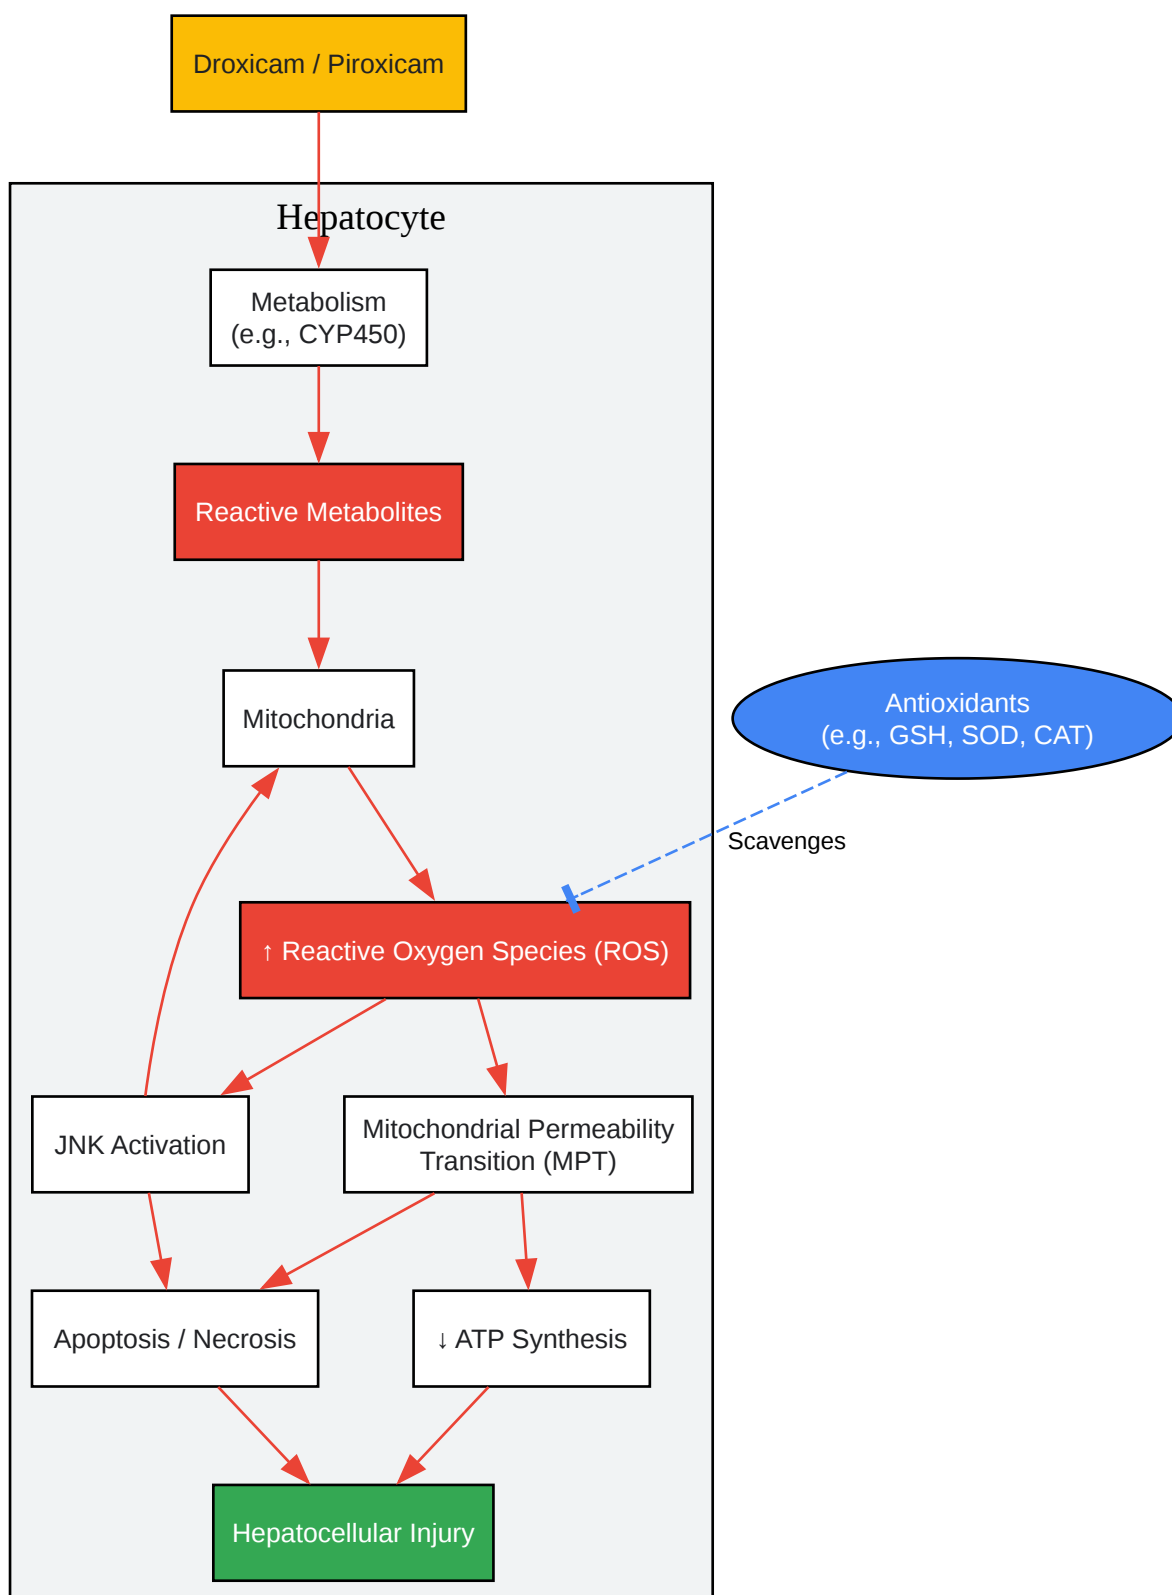 Droxicam / Piroxicam
Hepatocyte
Metabolism
(e.g., CYP450)
Reactive Metabolites
Mitochondria
Antioxidants
(e.g., GSH, SOD, CAT)
Scavenges
↑ Reactive Oxygen Species (ROS)
JNK Activation
Mitochondrial Permeability
Transition (MPT)
Apoptosis / Necrosis
↓ ATP Synthesis
Hepatocellular Injury